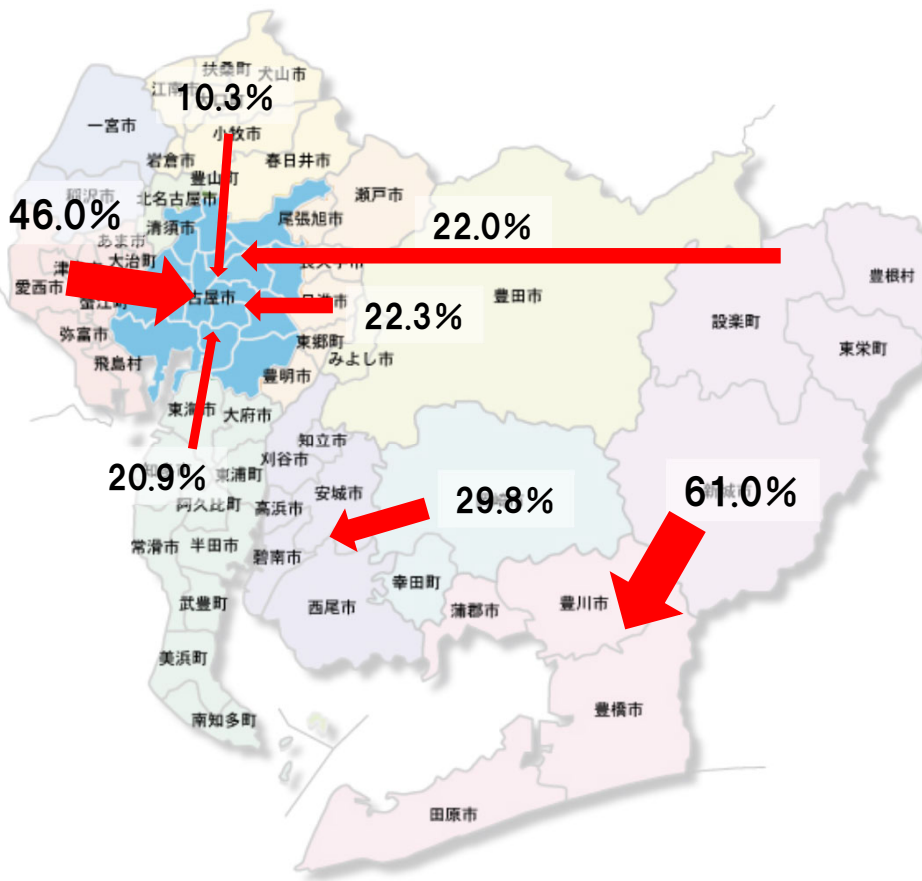 扶桑町
犬山市
江南市
10.3%
一宮市
小牧市
岩倉市
春日井市
豊山町
瀬戸市
稲沢市
北名古屋市
46.0%
清須市
尾張旭市
22.0%
あま市
大治町
豊根村
愛西市
古屋市
豊田市
22.3%
設楽町
弥富市
東郷町
みよし市
東栄町
飛島村
豊明市
東海市
大府市
知立市
刈谷市
20.9%
東浦町
安城市
29.8%
61.0%
阿久比町
高浜市
常滑市
半田市
碧南市
幸田町
武豊町
西尾市
蒲郡市
豊川市
美浜町
南知多町
豊橋市
田原市